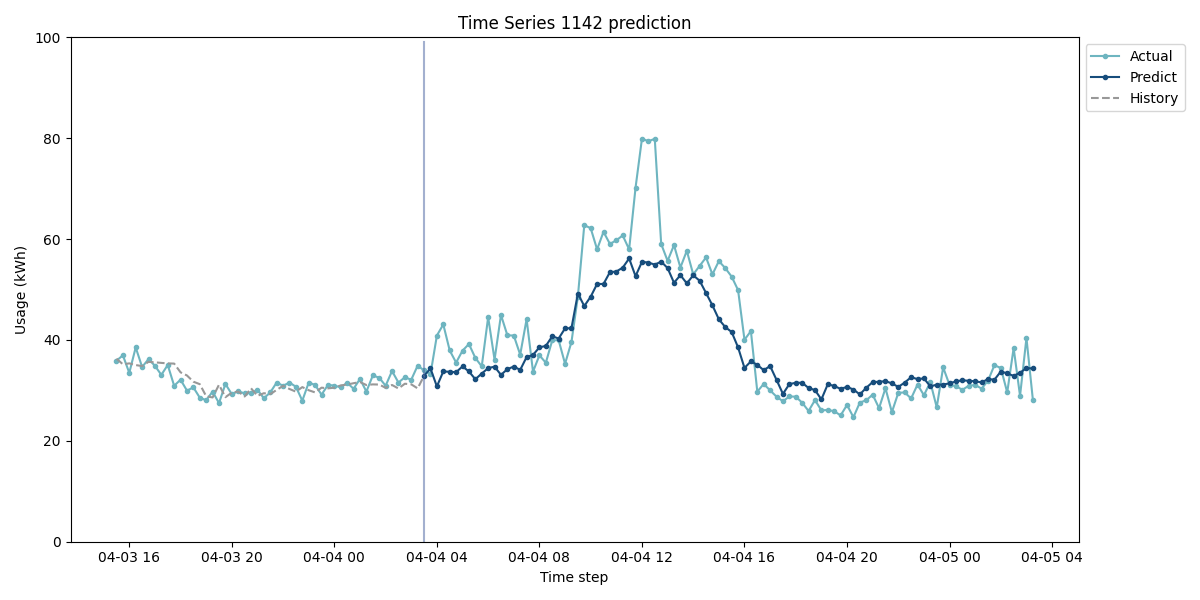 Time Series 1142 prediction
100
80
60
40
20
0
Usage (kWh)
04-03 16
04-03 20
04-04 00
04-04 04
04-04 08
04-04 12
04-04 16
04-04 20
04-05 00
04-05 04
Time step
Actual
Predict
History